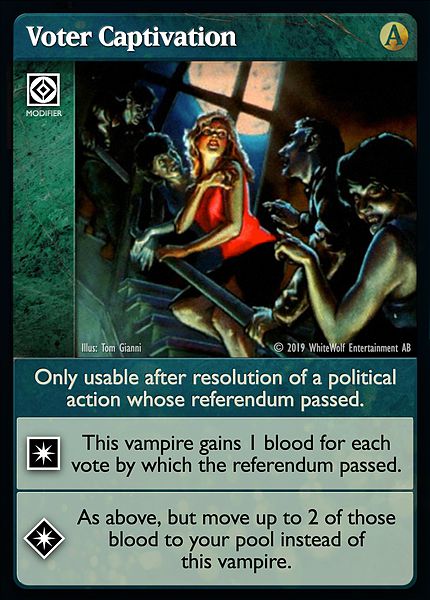 Voter Captivation
A
MODIFIER
Illus: Tom Gianni
© 2019 WhiteWolf Entertainment AB
Only usable after resolution of a political
action whose referendum passed.
This vampire gains 1 blood for each
vote by which the referendum passed.
As above, but move up to 2 of those
blood to your pool instead of
this vampire.